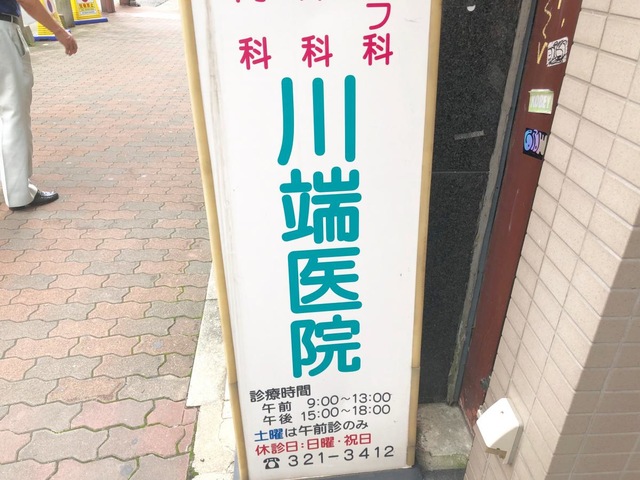 科
科
フ科
川端医院
診療時間
午前 9:00〜13:00
午後 15:00〜18:00
土曜は午前診のみ
休診日:日曜・祝日
☎321-3412